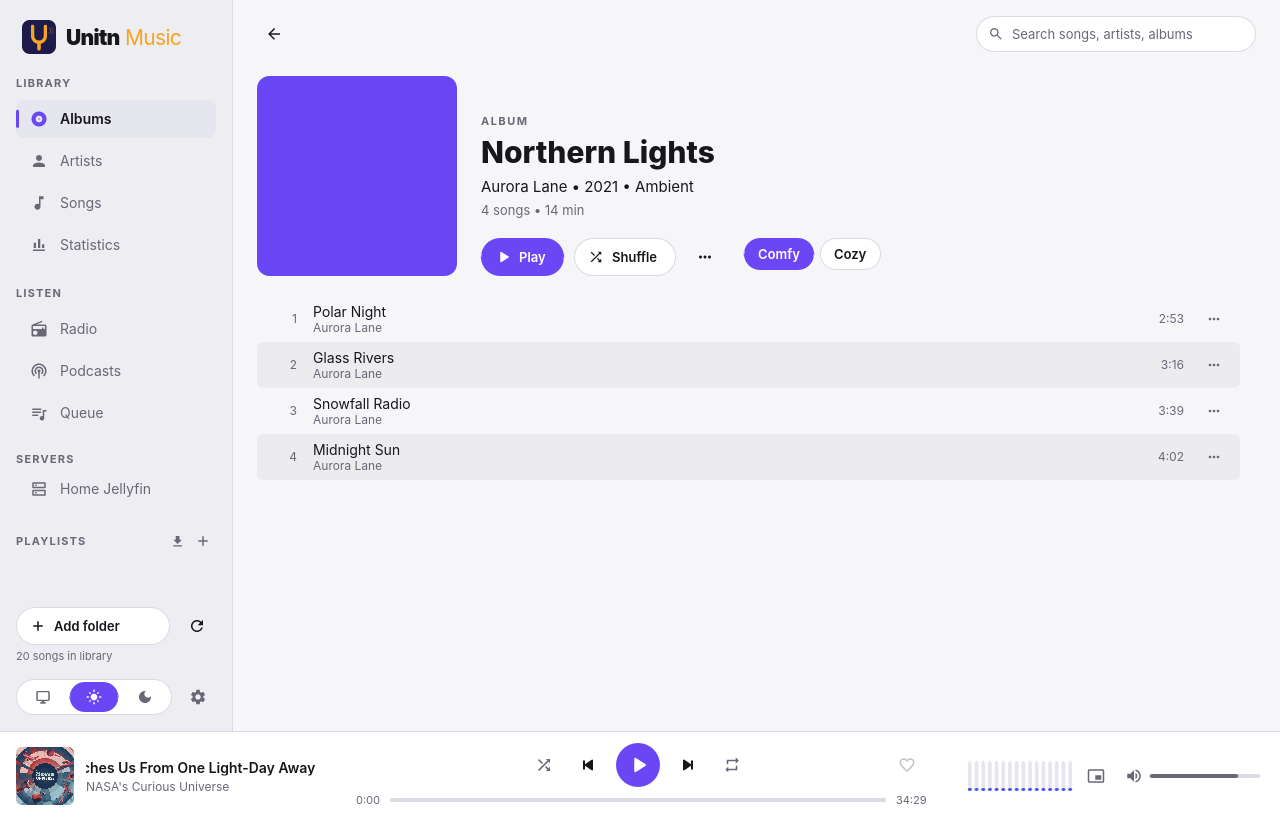 Unitn Music
LIBRARY
Albums
Artists
Songs
Statistics
LISTEN
Radio
Podcasts
Queue
SERVERS
Home Jellyfin
PLAYLISTS
Add folder
20 songs in library
Search songs, artists, albums
ALBUM
Northern Lights
Aurora Lane • 2021 • Ambient
4 songs • 14 min
Play
Shuffle
Comfy
Cozy
1 Polar Night 2:53
Aurora Lane
2 Glass Rivers 3:16
Aurora Lane
3 Snowfall Radio 3:39
Aurora Lane
4 Midnight Sun 4:02
Aurora Lane
ches Us From One Light-Day Away
NASA's Curious Universe
0:00
34:29